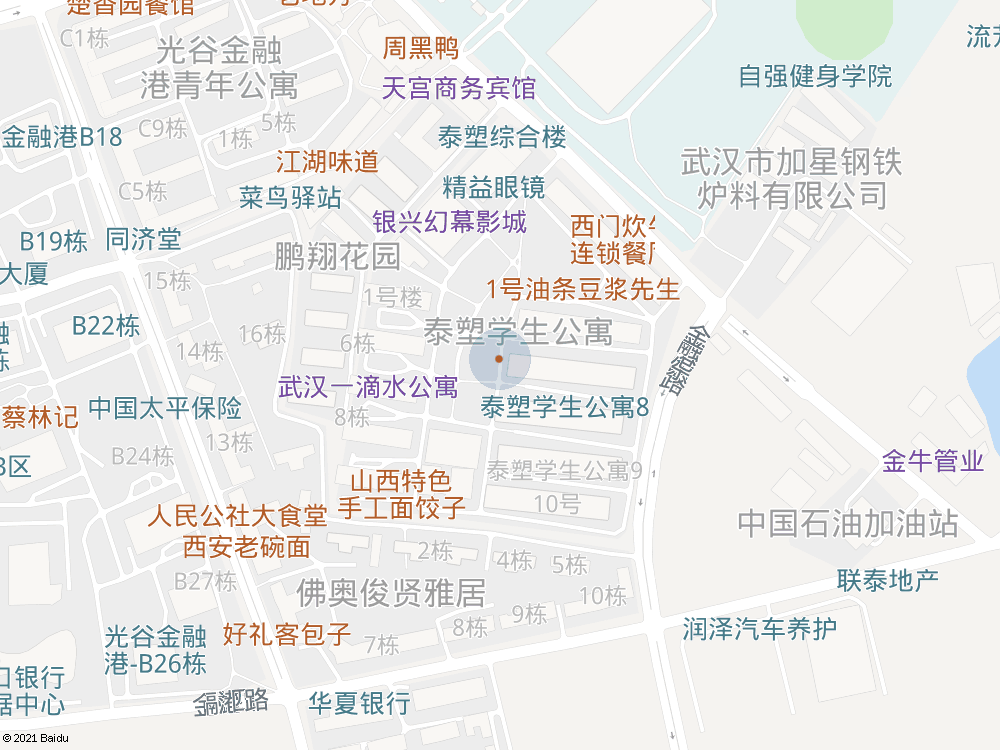 楚香园餐馆
C1栋
光谷金融
港青年公寓
周黑鸭
天宫商务宾馆
自强健身学院
金融港B18
C9栋
1栋
5栋
泰塑综合楼
江湖味道
武汉市加星钢铁
炉料有限公司
C5栋
菜鸟驿站
精益眼镜
银兴幻幕影城
B19栋
同济堂
大厦
15栋
鹏翔花园
连锁餐厅
1号油条豆浆先生
1号楼
B22栋
16栋
14栋
6栋
泰塑学生公寓
金融港路
武汉一滴水公寓
蔡林记
中国太平保险
8栋
泰塑学生公寓8
13栋
B24栋
B区
金牛管业
山西特色
手工面饺子
泰塑学生公寓9
10号
人民公社大食堂
西安老碗面
中国石油加油站
2栋
4栋
5栋
B27栋
佛奥俊贤雅居
联泰地产
10栋
9栋
8栋
7栋
好礼客包子
光谷金融
港-B26栋
润泽汽车养护
银行
据中心
华夏银行
© 2021 Baidu